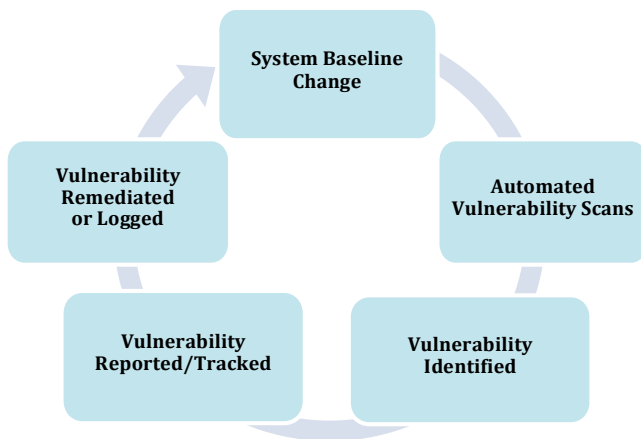 System Baseline
Change
Automated
Vulnerability Scans
Vulnerability
Identified
Vulnerability
Reported/Tracked
Vulnerability
Remediated
or Logged